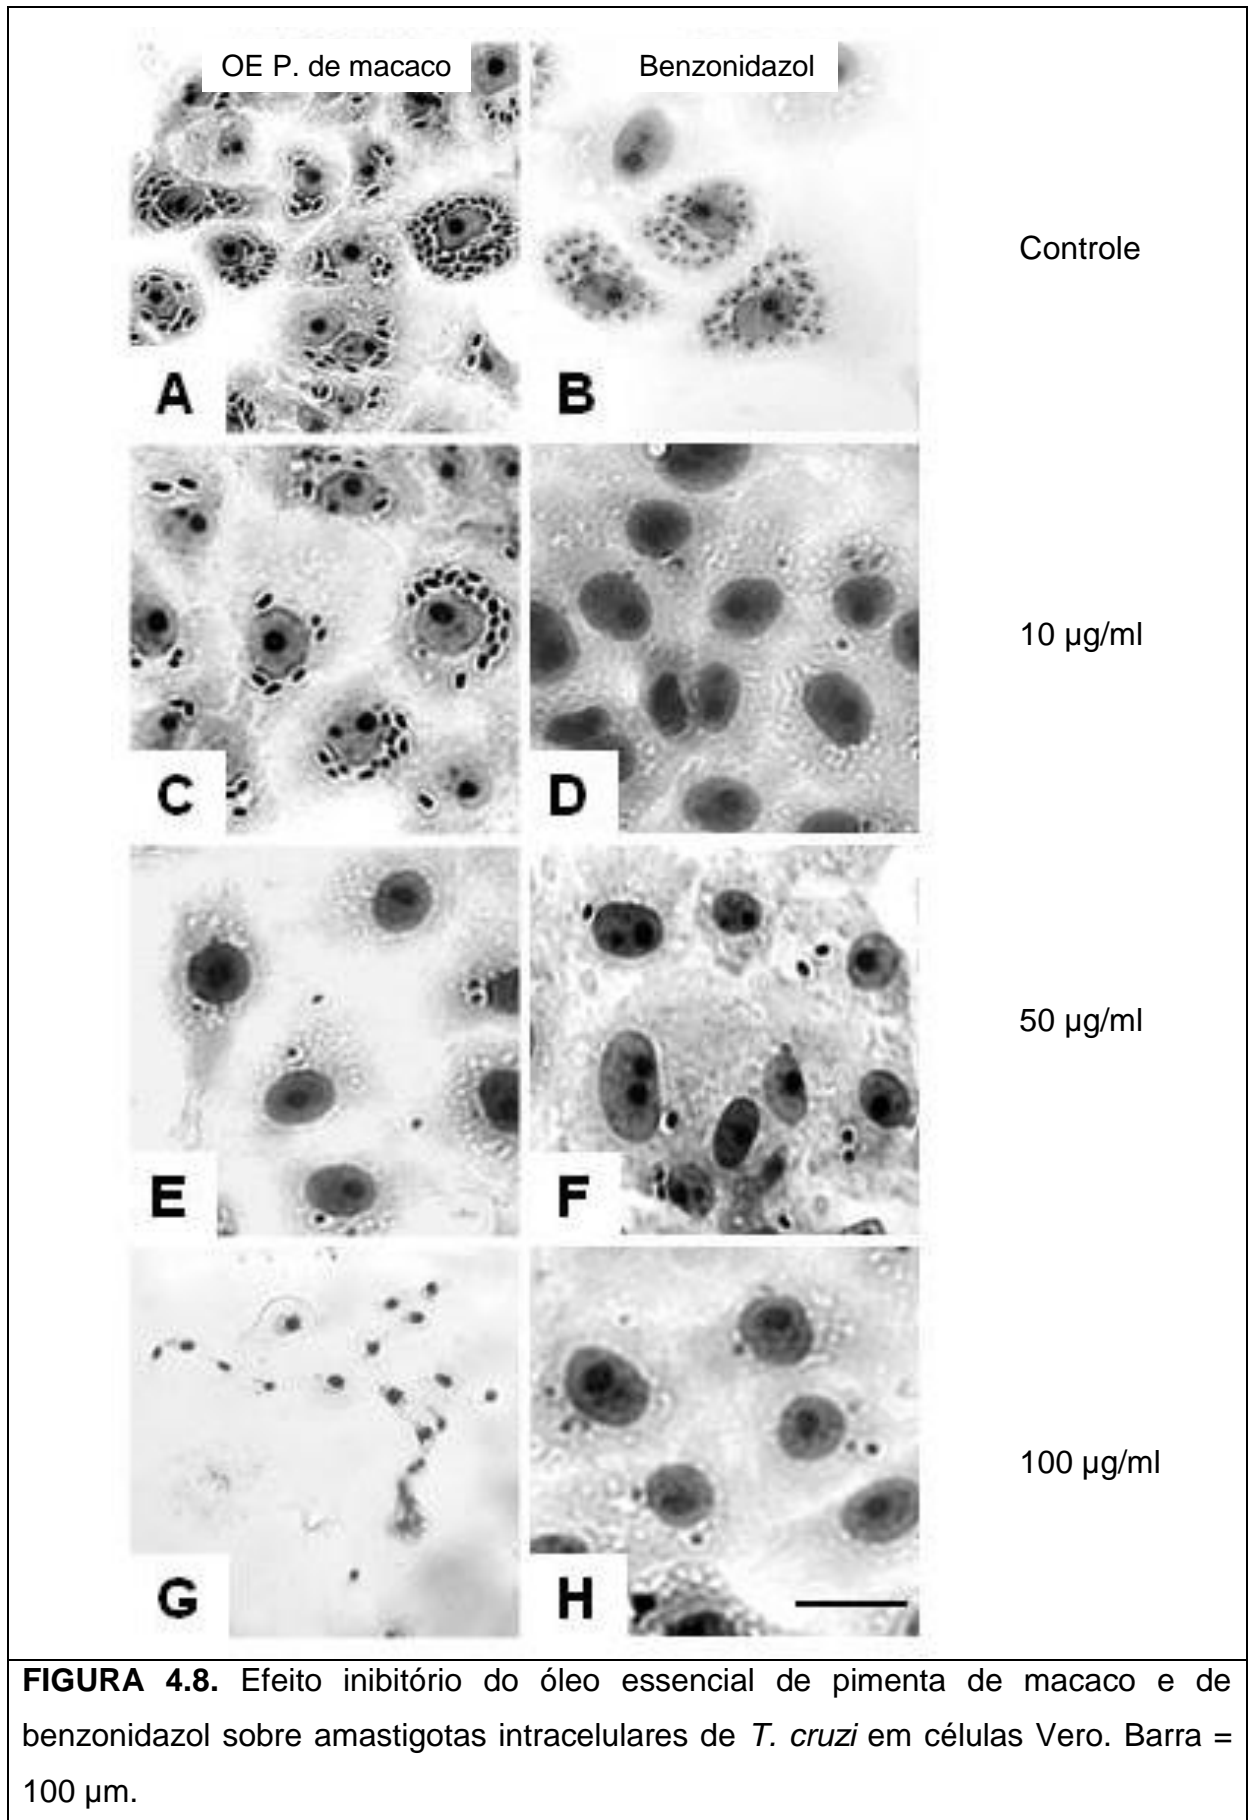 OE P. de macaco
Benzonidazol
Controle
A
B
10 µg/ml
C
D
50 µg/ml
E
F
100 µg/ml
G
H
FIGURA 4.8. Efeito inibitório do óleo essencial de pimenta de macaco e de
benzonidazol sobre amastigotas intracelulares de T. cruzi em células Vero. Barra =
100 µm.